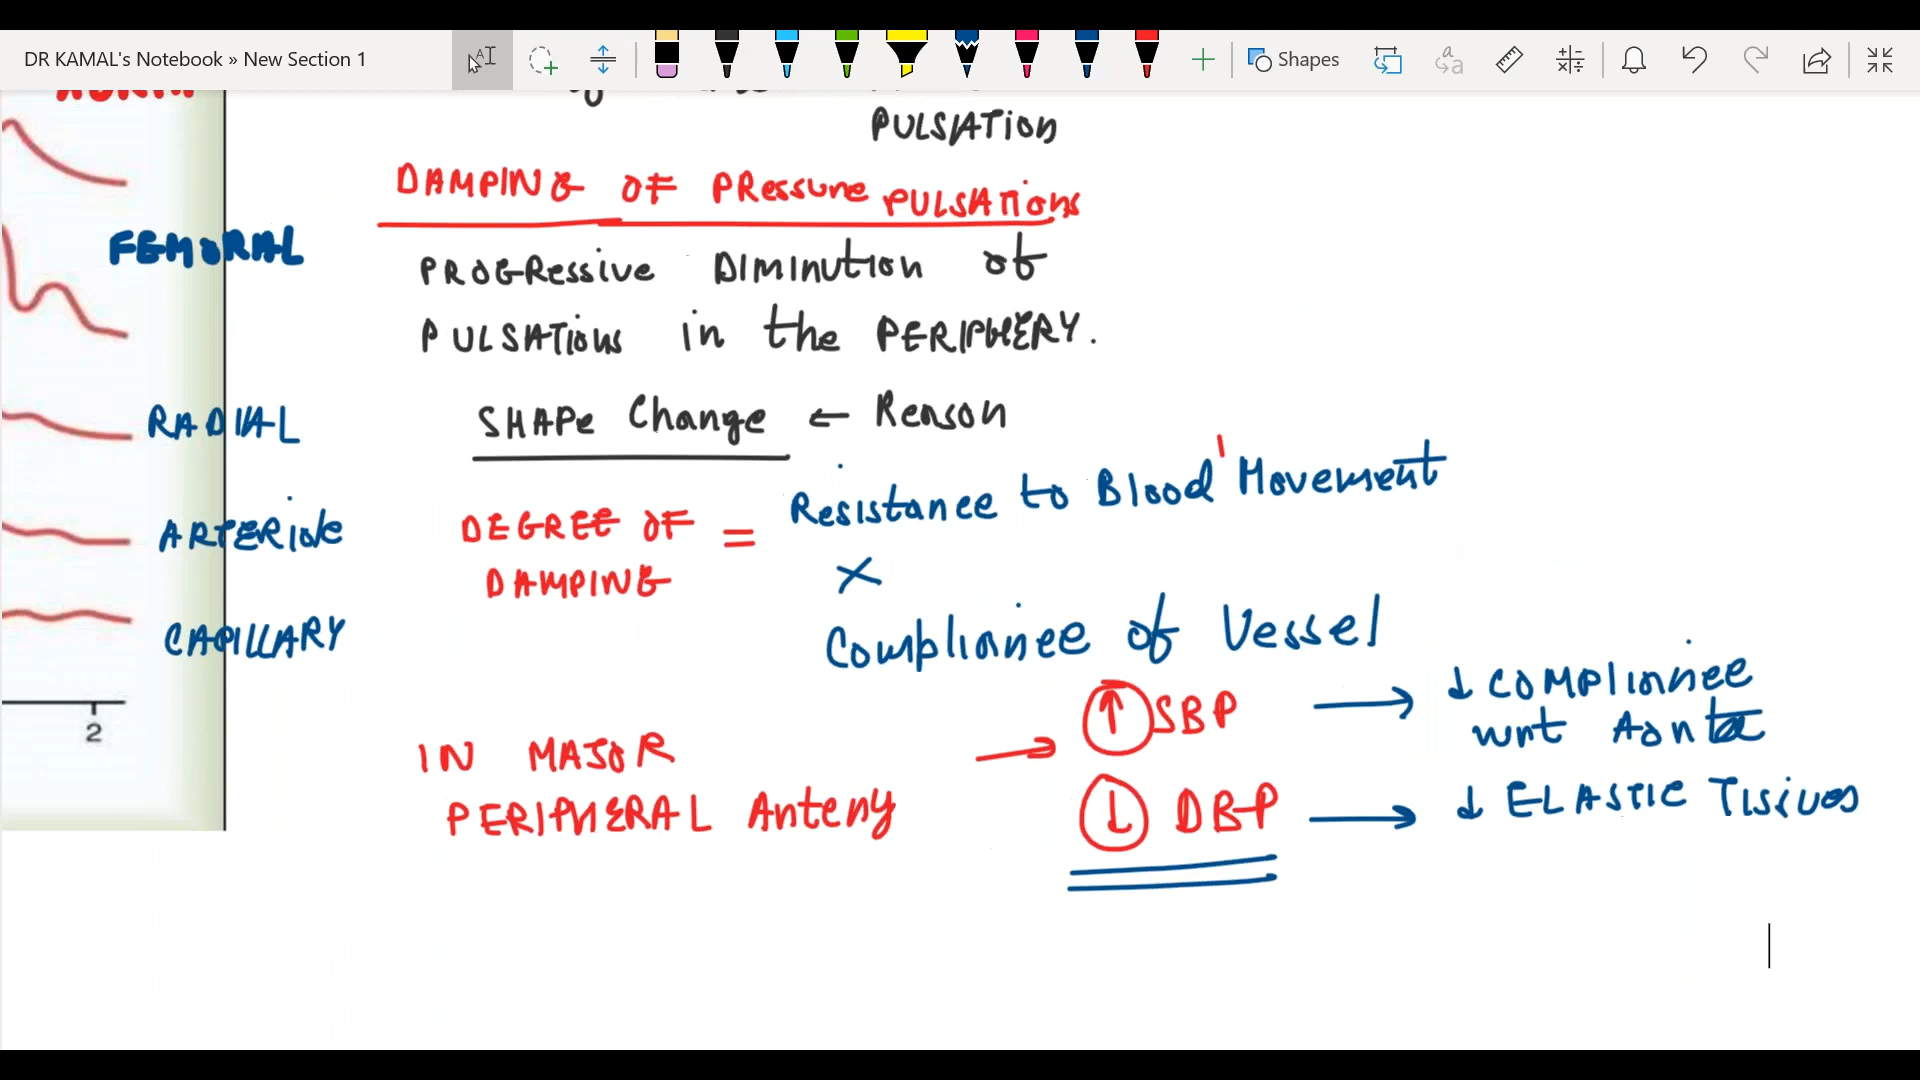 DR KAMAL's Notebook » New Section 1
Shapes
PULSATION
DAMPING OF PRessure PULSATions
FEMORAL
PROGRessive DIMINUTION of
PULSATIONS in the PERIPHERY.
RADIAL
SHAPe Change ← Reason
Resistance to Blood Movement
ARTERiole
DEGREE OF =
DAMPING
×
CAPILLARY
Compliance of Vessel
↑ SBP → ↓ COMPliance
wrt Aorta
2
IN MAJOR →
PERIPHERAL Artery
↓ DBP → ↓ ELASTIC Tissues